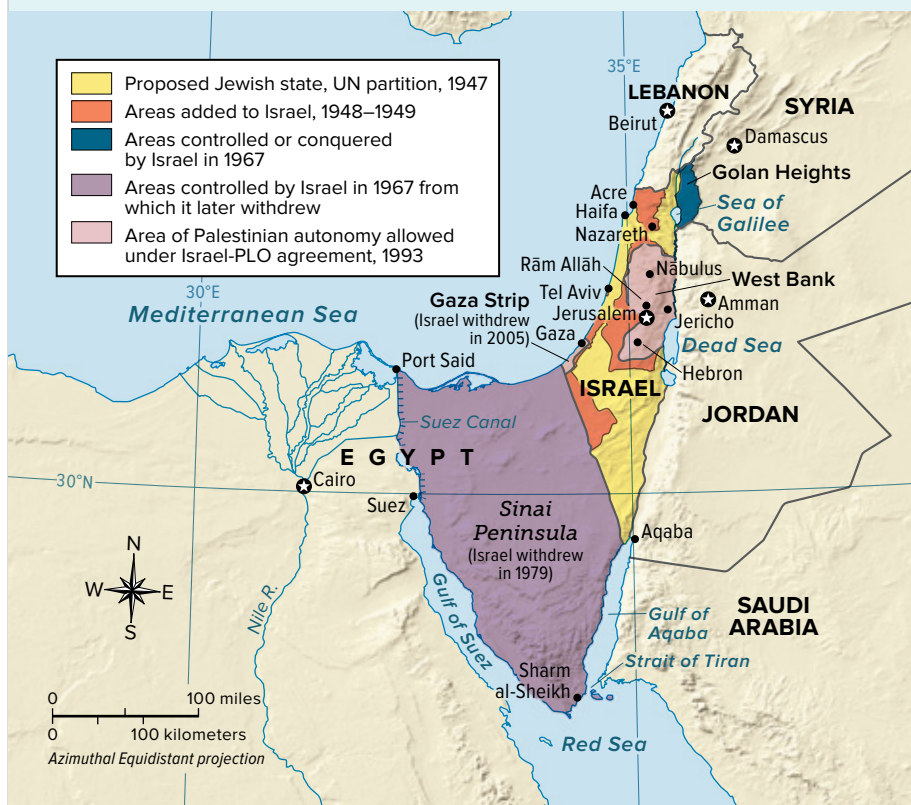 Proposed Jewish state, UN partition, 1947
Areas added to Israel, 1948–1949
Areas controlled or conquered
by Israel in 1967
Areas controlled by Israel in 1967 from
which it later withdrew
Area of Palestinian autonomy allowed
under Israel-PLO agreement, 1993
35°E
LEBANON
Beirut
SYRIA
Damascus
Golan Heights
Acre
Haifa
Sea of
Galilee
Nazareth
Rām Allāh
Nābulus
West Bank
30°E
Mediterranean Sea
Gaza Strip
(Israel withdrew
in 2005)
Tel Aviv
Jerusalem
Amman
Jericho
Gaza
Dead Sea
Hebron
Port Said
ISRAEL
JORDAN
Suez Canal
EGYPT
30°N
Cairo
Suez
Sinai
Peninsula
(Israel withdrew
in 1979)
Aqaba
N
W
E
S
Nile R.
Gulf of Suez
Gulf of
Aqaba
SAUDI
ARABIA
Strait of Tiran
Sharm
al-Sheikh
0
100 miles
0
100 kilometers
Azimuthal Equidistant projection
Red Sea